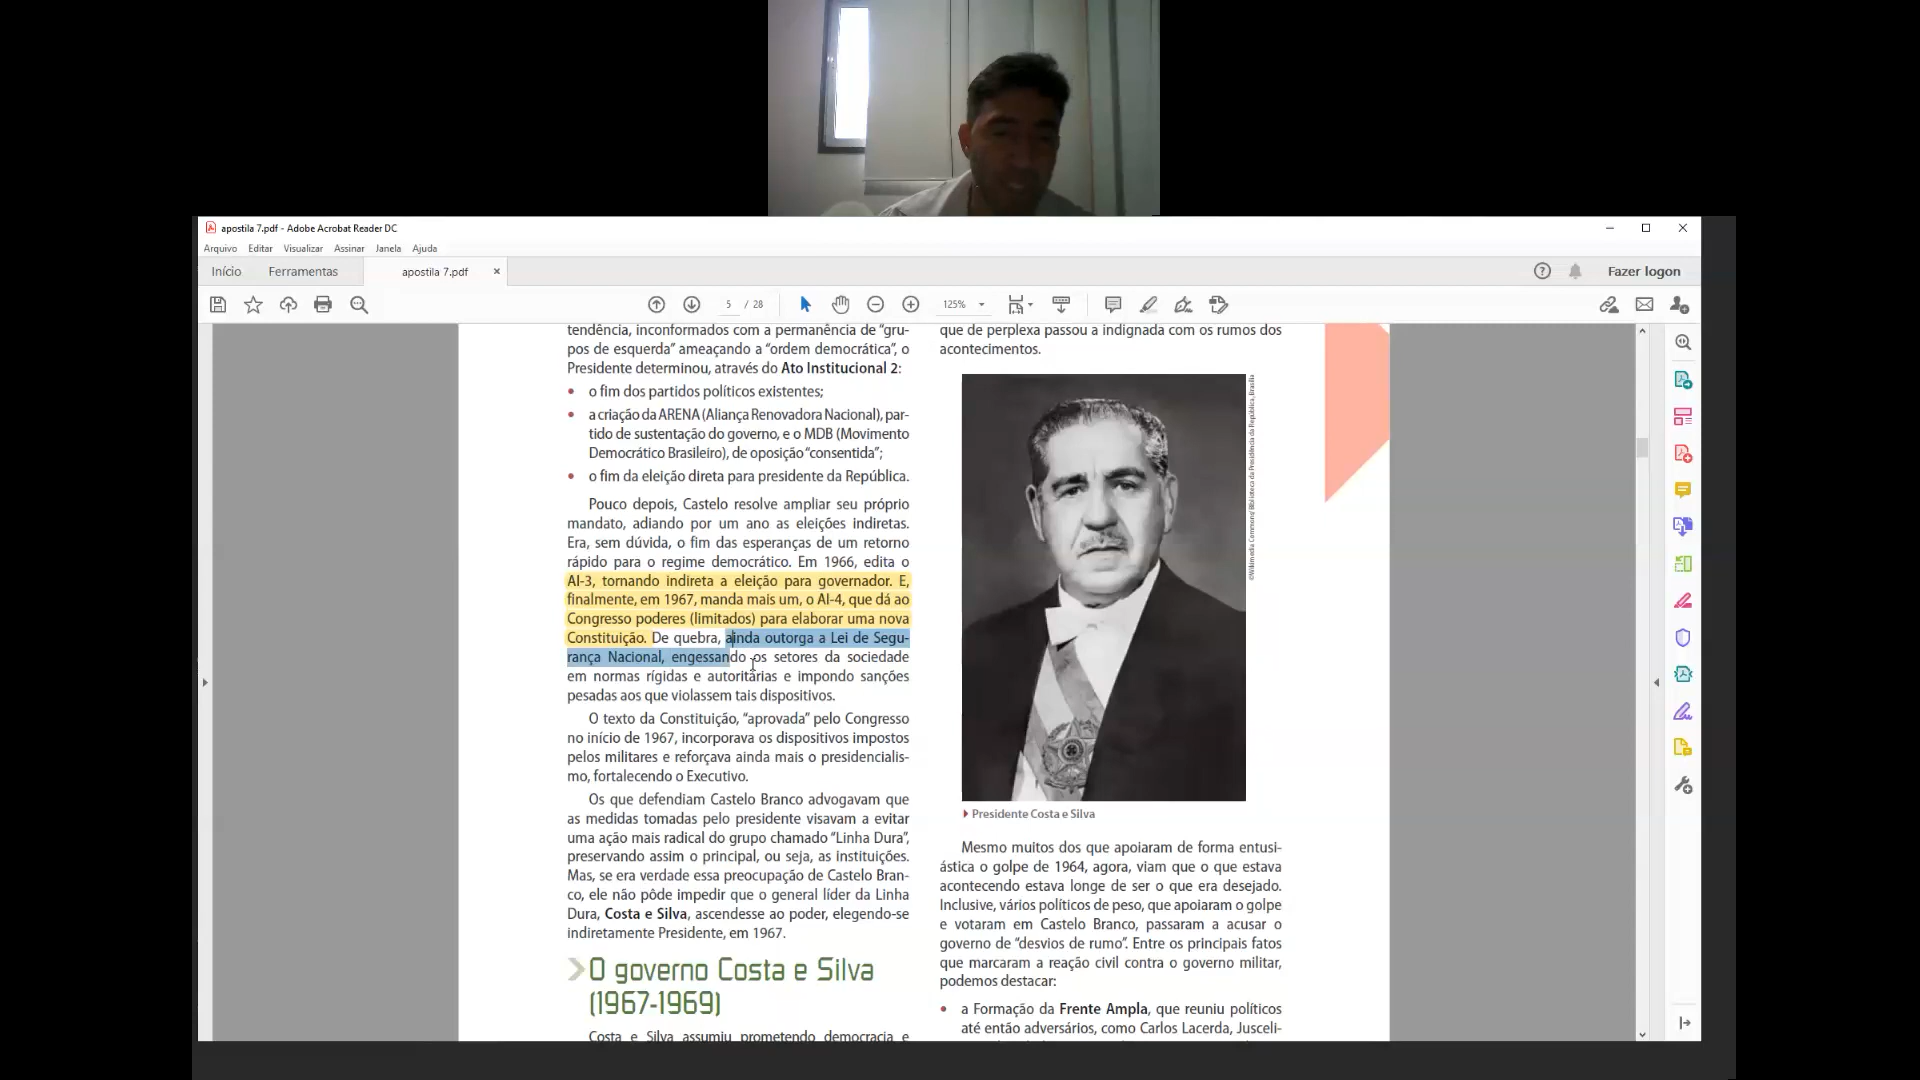 apostila 7.pdf - Adobe Acrobat Reader DC
Arquivo Editar Visualizar Assinar Janela Ajuda
Início Ferramentas apostila 7.pdf × Fazer logon
5 / 28 125%
tendência, inconformados com a permanência de “gru-
pos de esquerda” ameaçando a “ordem democrática”, o
Presidente determinou, através do Ato Institucional 2:
• o fim dos partidos políticos existentes;
• a criação da ARENA (Aliança Renovadora Nacional), par-
tido de sustentação do governo, e o MDB (Movimento
Democrático Brasileiro), de oposição “consentida”;
• o fim da eleição direta para presidente da República.
Pouco depois, Castelo resolve ampliar seu próprio
mandato, adiando por um ano as eleições indiretas.
Era, sem dúvida, o fim das esperanças de um retorno
rápido para o regime democrático. Em 1966, edita o
AI-3, tornando indireta a eleição para governador. E,
finalmente, em 1967, manda mais um, o AI-4, que dá ao
Congresso poderes (limitados) para elaborar uma nova
Constituição. De quebra, ainda outorga a Lei de Segu-
rança Nacional, engessando os setores da sociedade
em normas rígidas e autoritárias e impondo sanções
pesadas aos que violassem tais dispositivos.
O texto da Constituição, “aprovada” pelo Congresso
no início de 1967, incorporava os dispositivos impostos
pelos militares e reforçava ainda mais o presidencialis-
mo, fortalecendo o Executivo.
Os que defendiam Castelo Branco advogavam que
as medidas tomadas pelo presidente visavam a evitar
uma ação mais radical do grupo chamado “Linha Dura”,
preservando assim o principal, ou seja, as instituições.
Mas, se era verdade essa preocupação de Castelo Bran-
co, ele não pôde impedir que o general líder da Linha
Dura, Costa e Silva, ascendesse ao poder, elegendo-se
indiretamente Presidente, em 1967.
O governo Costa e Silva
(1967-1969)
Costa e Silva assumiu prometendo democracia e
que de perplexa passou a indignada com os rumos dos
acontecimentos.
©Wikimedia Commons/Biblioteca da Presidência da República, Brasília
Presidente Costa e Silva
Mesmo muitos dos que apoiaram de forma entusi-
ástica o golpe de 1964, agora, viam que o que estava
acontecendo estava longe de ser o que era desejado.
Inclusive, vários políticos de peso, que apoiaram o golpe
e votaram em Castelo Branco, passaram a acusar o
governo de “desvios de rumo”. Entre os principais fatos
que marcaram a reação civil contra o governo militar,
podemos destacar:
• a Formação da Frente Ampla, que reuniu políticos
até então adversários, como Carlos Lacerda, Jusceli-